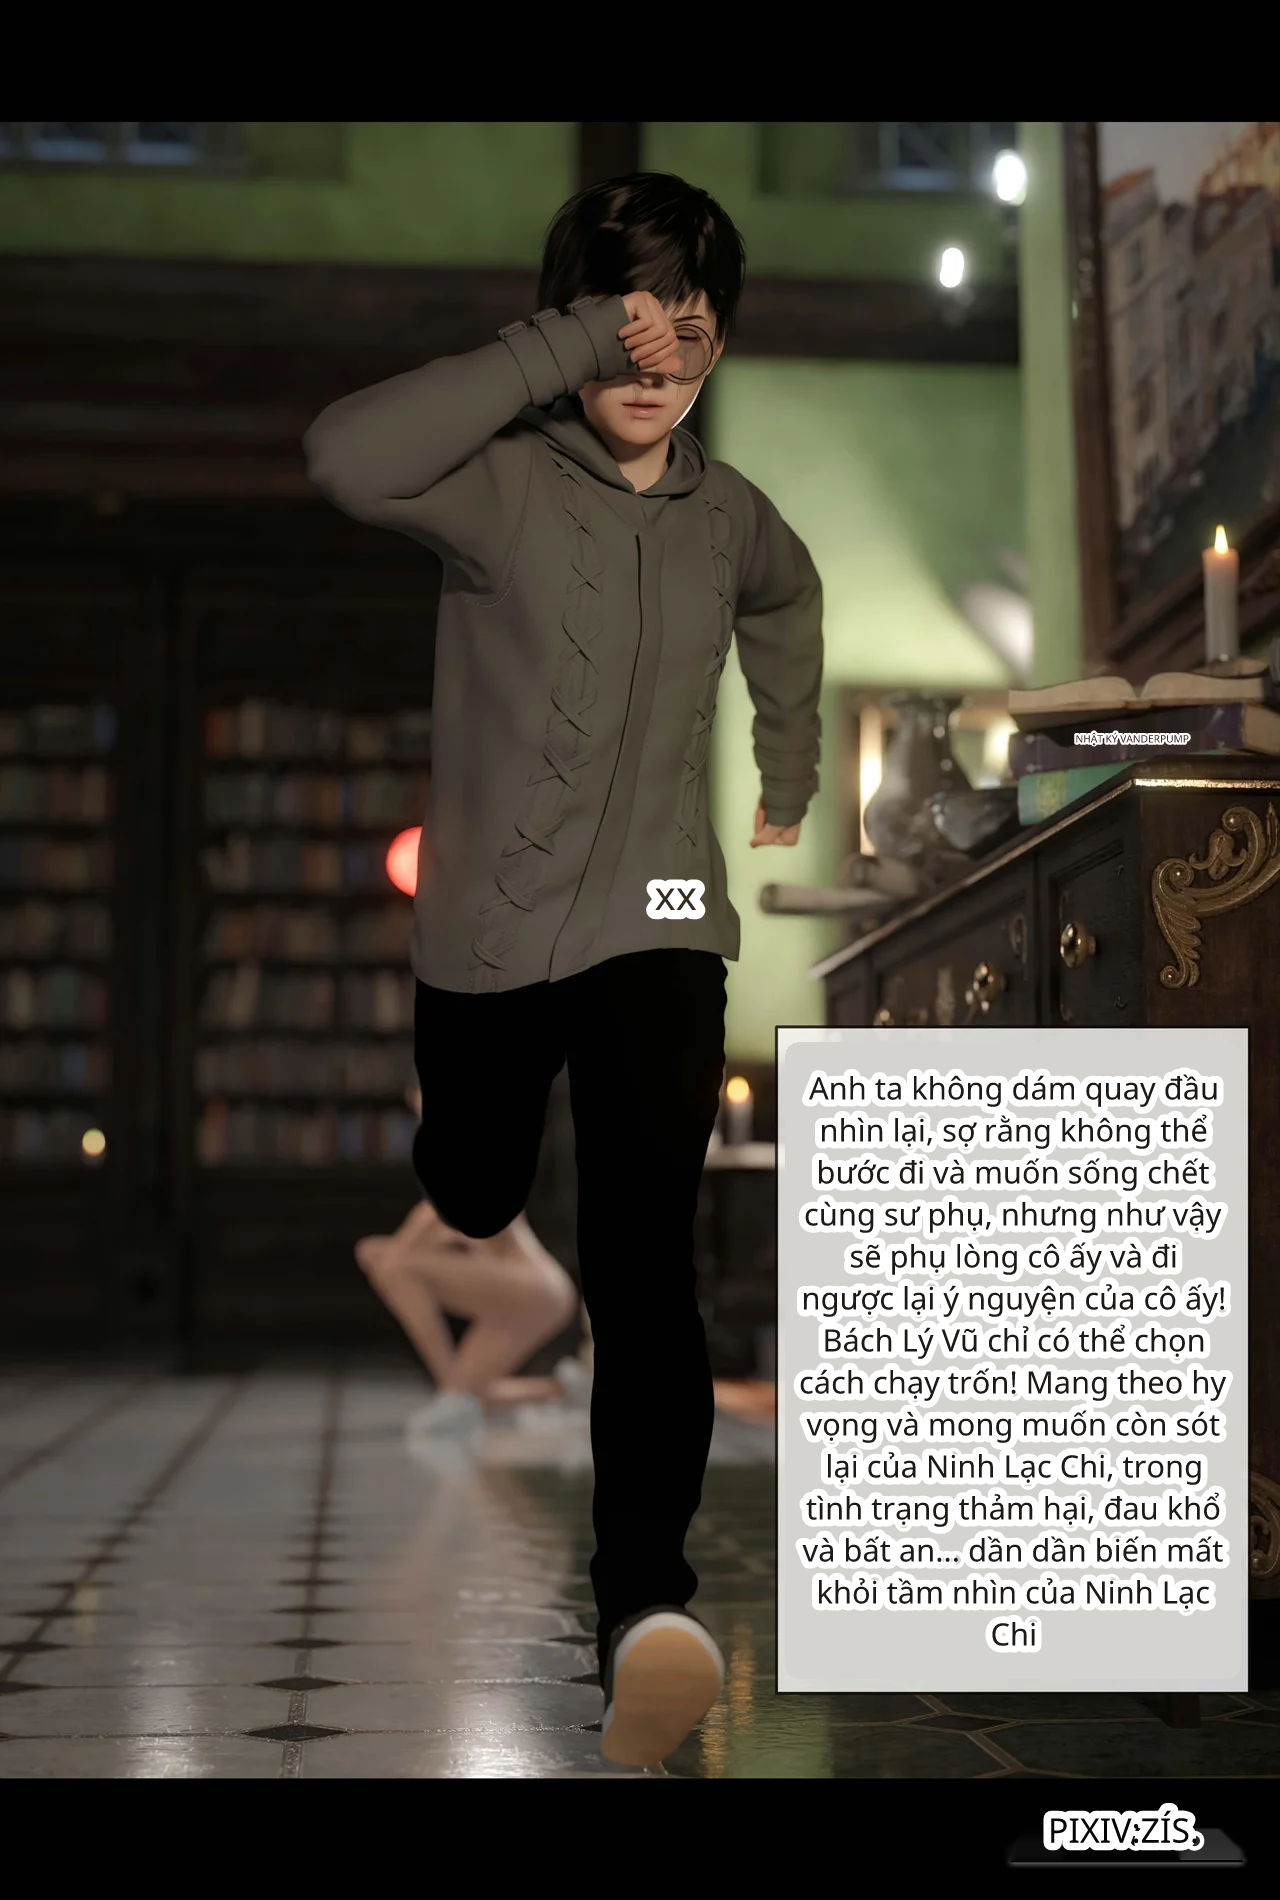 NHẬT KÝ VANDERPUMP
XX
Anh ta không dám quay đầu
nhìn lại, sợ rằng không thể
bước đi và muốn sống chết
cùng sư phụ, nhưng như vậy
sẽ phụ lòng cô ấy và đi
ngược lại ý nguyện của cô ấy!
Bách Lý Vũ chỉ có thể chọn
cách chạy trốn! Mang theo hy
vọng và mong muốn còn sót
lại của Ninh Lạc Chi, trong
tình trạng thảm hại, đau khổ
và bất an... dần dần biến mất
khỏi tầm nhìn của Ninh Lạc
Chi
PIXIV:ZÍS.